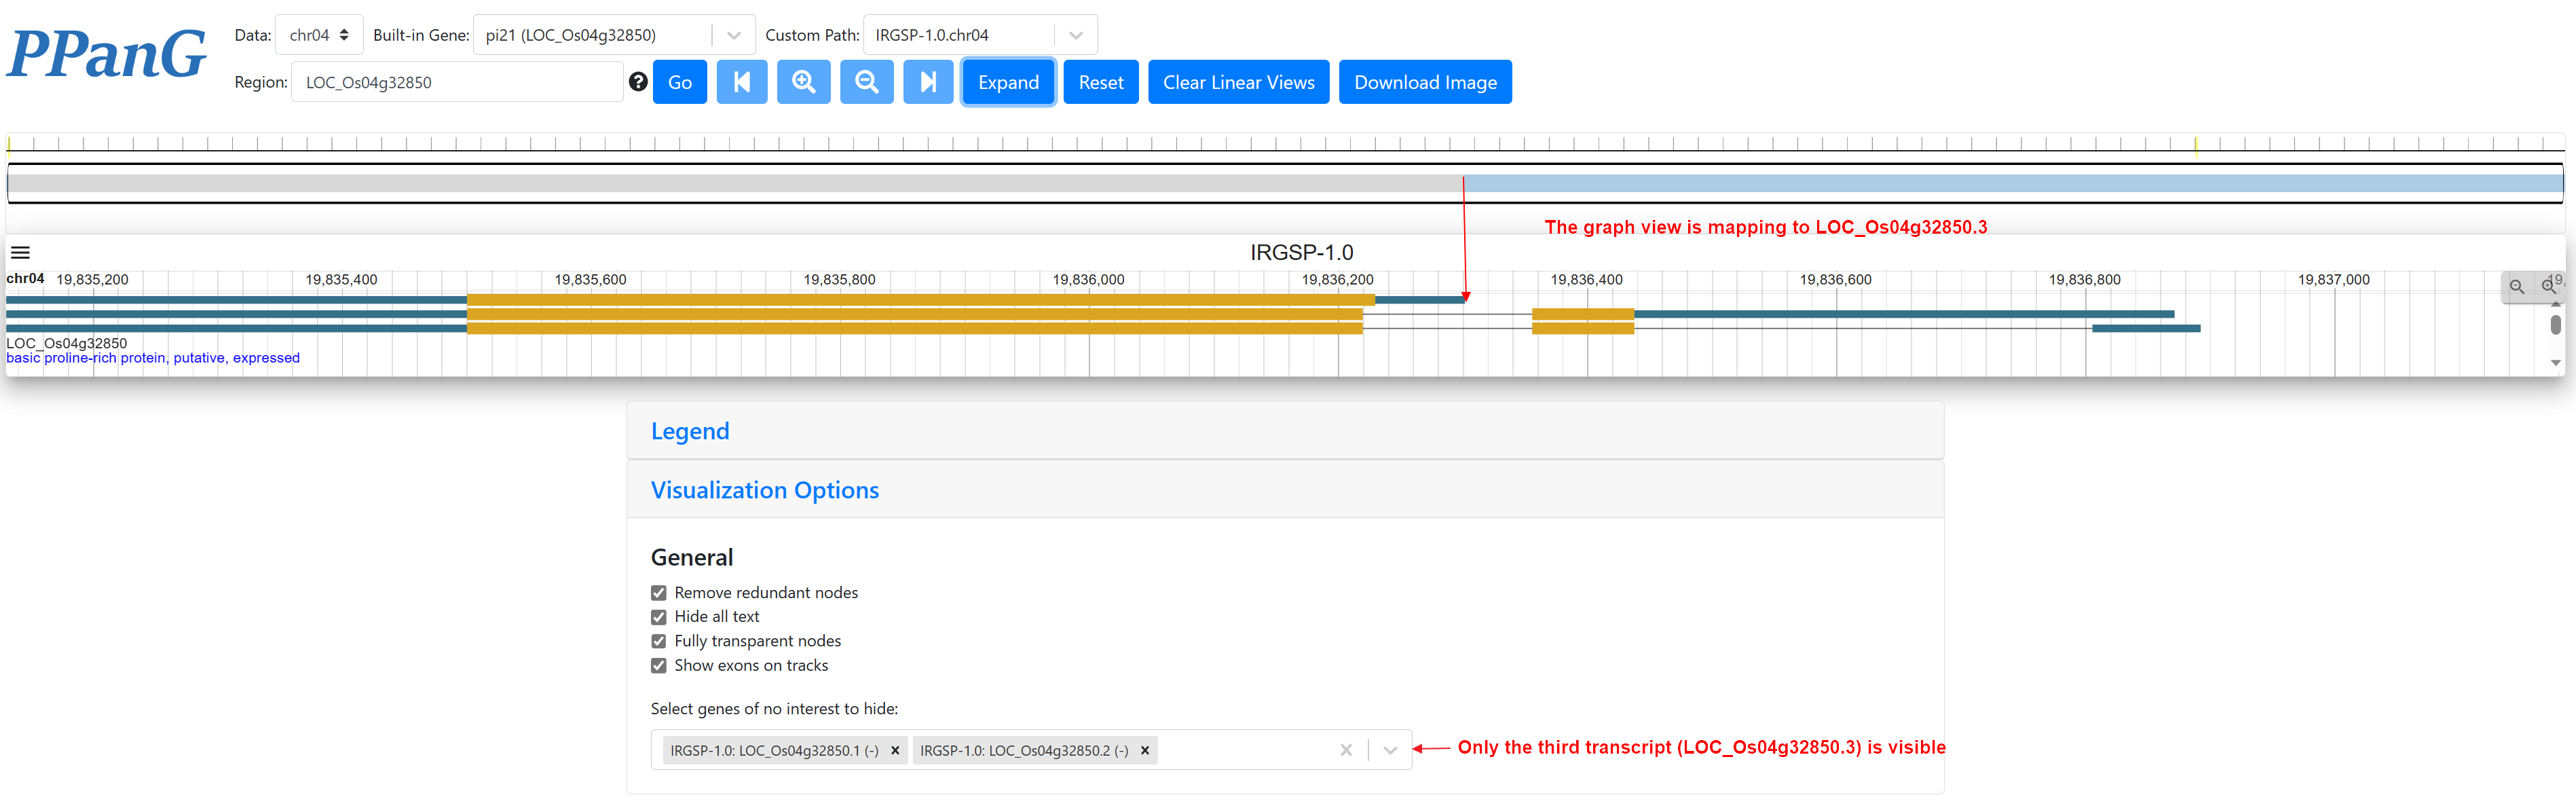 PPanG
Data: chr04 Built-in Gene: pi21 (LOC_Os04g32850) Custom Path: IRGSP-1.0.chr04
Region: LOC_Os04g32850 Go Expand Reset Clear Linear Views Download Image
The graph view is mapping to LOC_Os04g32850.3
IRGSP-1.0
chr04 19,835,200 19,835,400 19,835,600 19,835,800 19,836,000 19,836,200 19,836,400 19,836,600 19,836,800 19,837,000 19,
LOC_Os04g32850
basic proline-rich protein, putative, expressed
Legend
Visualization Options
General
Remove redundant nodes
Hide all text
Fully transparent nodes
Show exons on tracks
Select genes of no interest to hide:
IRGSP-1.0: LOC_Os04g32850.1 (-) IRGSP-1.0: LOC_Os04g32850.2 (-)
Only the third transcript (LOC_Os04g32850.3) is visible